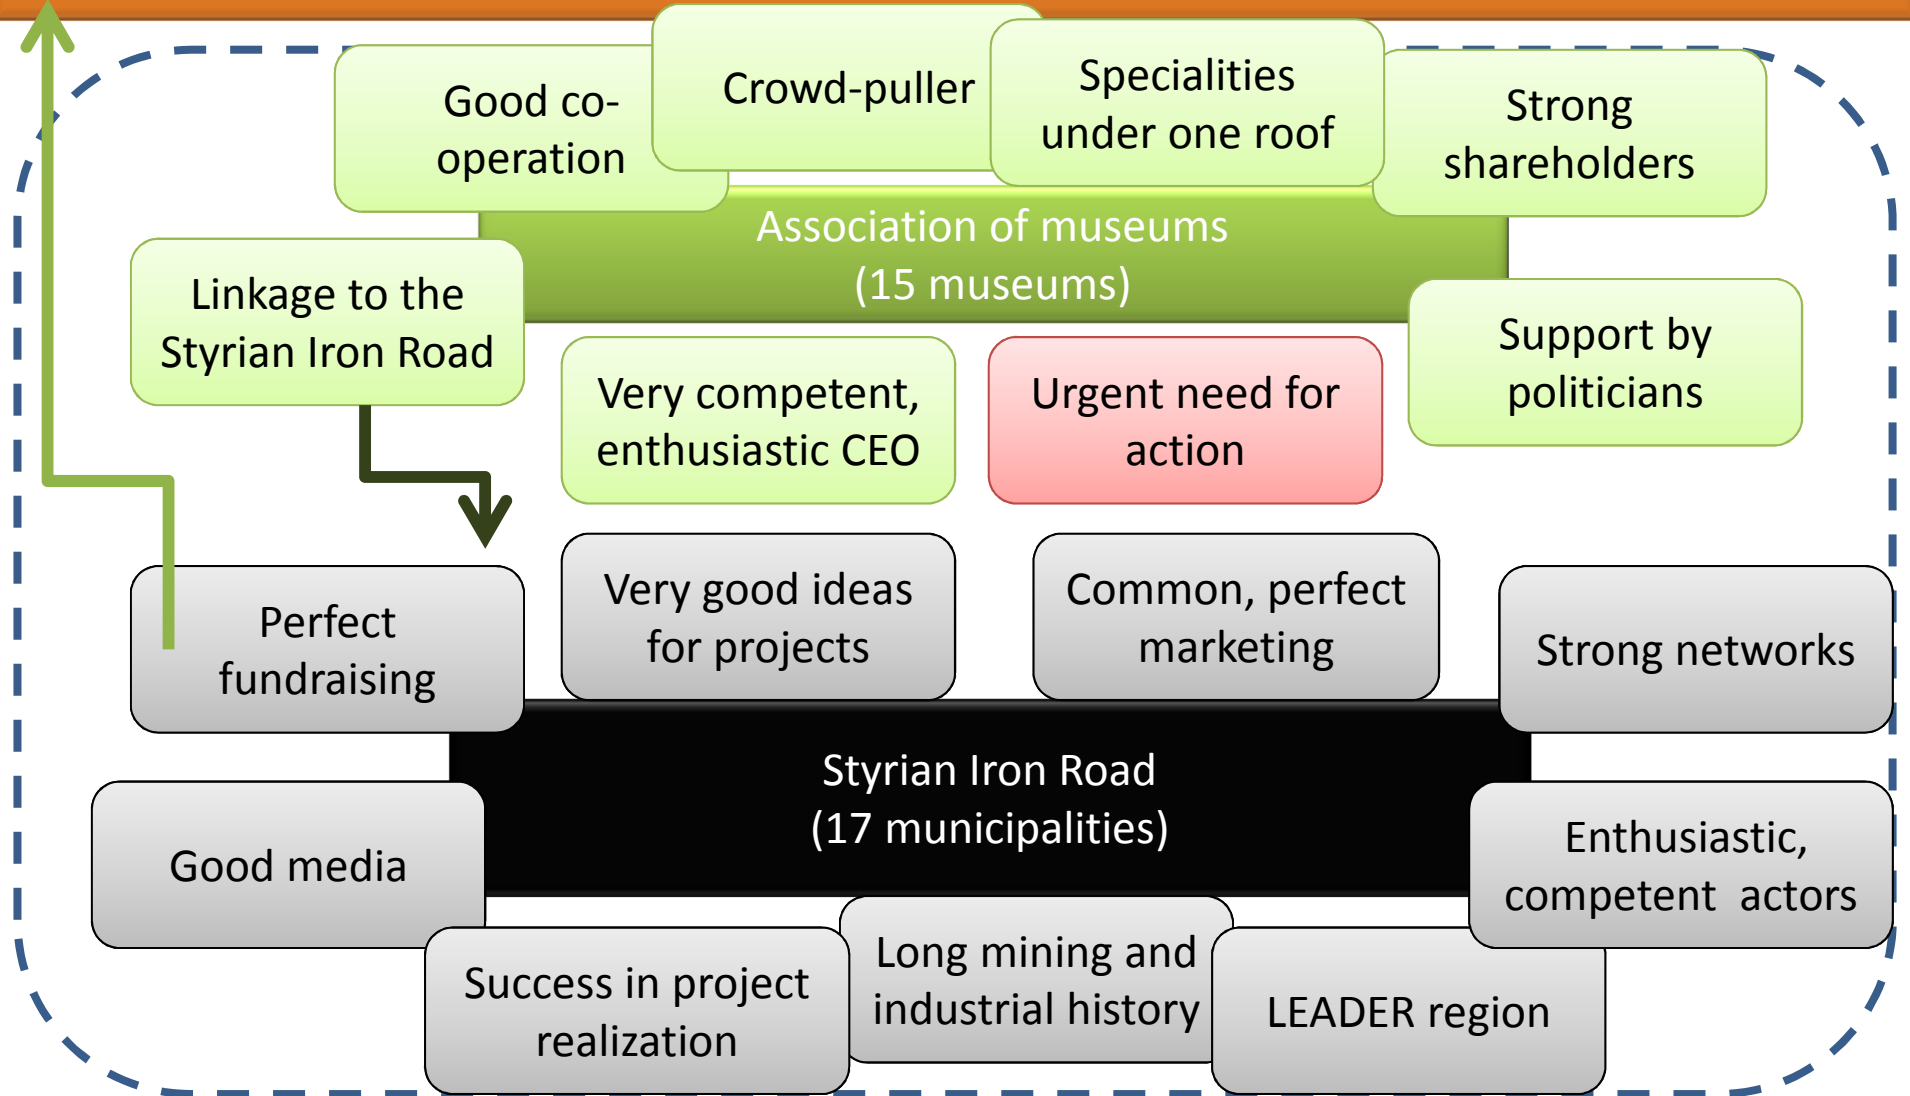 Good co-
operation
Crowd-puller
Specialities
under one roof
Strong
shareholders
Association of museums
(15 museums)
Linkage to the
Styrian Iron Road
Very competent,
enthusiastic CEO
Urgent need for
action
Support by
politicians
Perfect
fundraising
Very good ideas
for projects
Common, perfect
marketing
Strong networks
Styrian Iron Road
(17 municipalities)
Good media
Enthusiastic,
competent  actors
Success in project
realization
Long mining and
industrial history
LEADER region